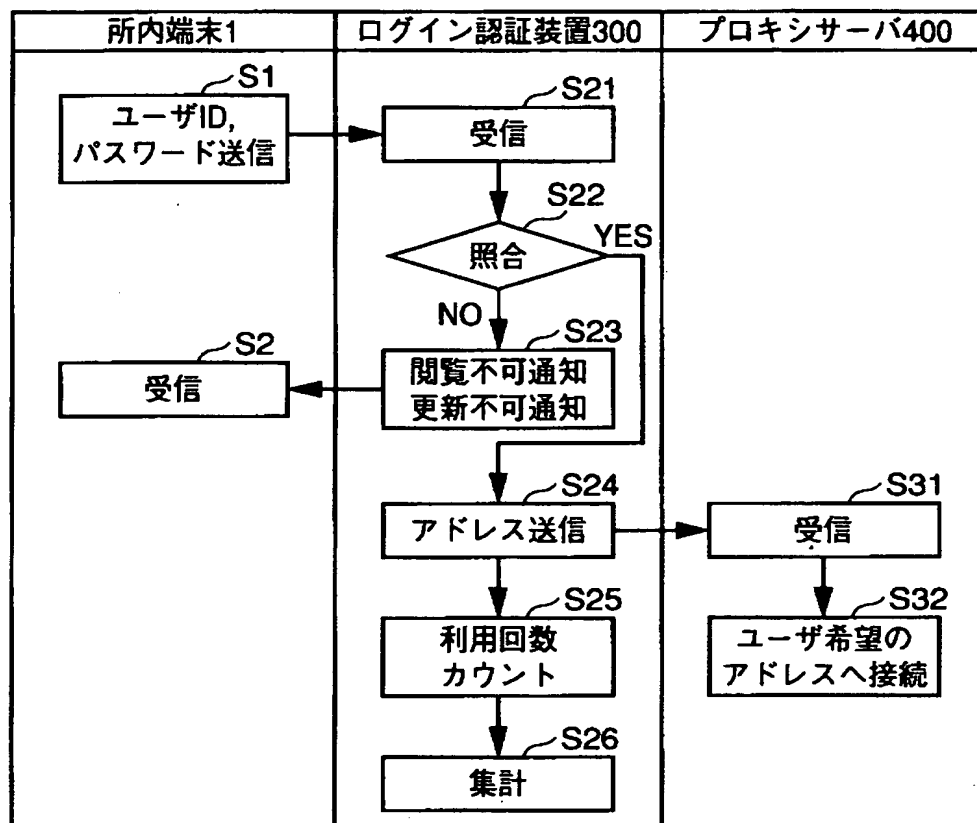 所内端末1
ログイン認証装置300
プロキシサーバ400
S1
ユーザID,
パスワード送信
S21
受信
S22
照合
YES
NO
S23
閲覧不可通知
更新不可通知
S2
受信
S24
アドレス送信
S31
受信
S25
利用回数
カウント
S32
ユーザ希望の
アドレスへ接続
S26
集計